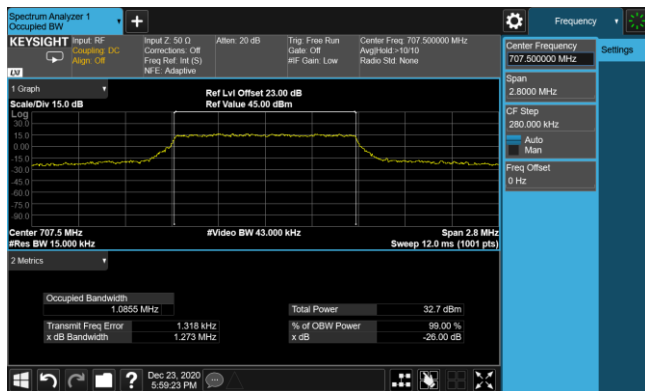 Spectrum Analyzer 1
Occupied BW
Frequency
KEYSIGHT
LXI
Input: RF
Coupling: DC
Align: Off
Input Z: 50 Ω
Corrections: Off
Freq Ref: Int (S)
NFE: Adaptive
Atten: 20 dB
Trig: Free Run
Gate: Off
#IF Gain: Low
Center Freq: 707.500000 MHz
Avg|Hold:>10/10
Radio Std: None
Center Frequency
707.500000 MHz
Settings
Span
2.8000 MHz
CF Step
280.000 kHz
Auto
Man
Freq Offset
0 Hz
1 Graph
Scale/Div 15.0 dB
Ref Lvl Offset 23.00 dB
Ref Value 45.00 dBm
Log
30.0
15.0
0.00
-15.0
-30.0
-45.0
-60.0
-75.0
-90.0
Center 707.5 MHz
#Video BW 43.000 kHz
Span 2.8 MHz
#Res BW 15.000 kHz
Sweep 12.0 ms (1001 pts)
2 Metrics
Occupied Bandwidth
1.0855 MHz
Total Power 32.7 dBm
Transmit Freq Error 1.318 kHz
% of OBW Power 99.00 %
x dB Bandwidth 1.273 MHz
x dB -26.00 dB
?
Dec 23, 2020
5:59:23 PM